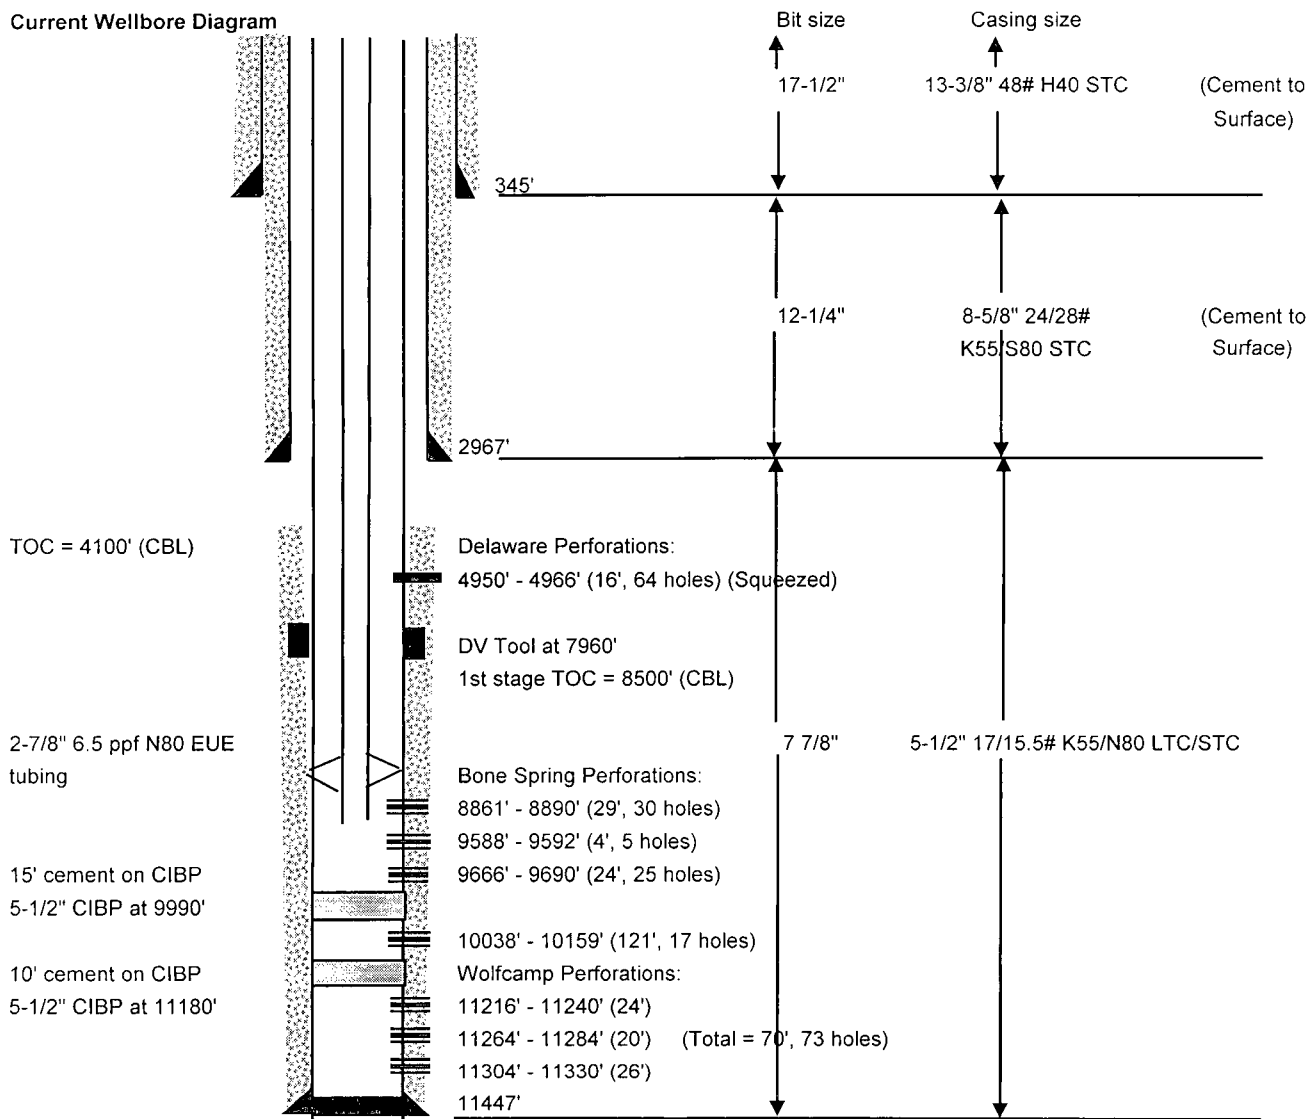 Current Wellbore Diagram
Bit size
Casing size
17-1/2"
13-3/8" 48# H40 STC
(Cement to
Surface)
345'
12-1/4"
8-5/8" 24/28#
K55/S80 STC
(Cement to
Surface)
2967'
TOC = 4100' (CBL)
Delaware Perforations:
4950' - 4966' (16', 64 holes) (Squeezed)
DV Tool at 7960'
1st stage TOC = 8500' (CBL)
2-7/8" 6.5 ppf N80 EUE
tubing
7 7/8"
5-1/2" 17/15.5# K55/N80 LTC/STC
Bone Spring Perforations:
8861' - 8890' (29', 30 holes)
9588' - 9592' (4', 5 holes)
9666' - 9690' (24', 25 holes)
15' cement on CIBP
5-1/2" CIBP at 9990'
10038' - 10159' (121', 17 holes)
10' cement on CIBP
5-1/2" CIBP at 11180'
Wolfcamp Perforations:
11216' - 11240' (24')
11264' - 11284' (20') (Total = 70', 73 holes)
11304' - 11330' (26')
11447'